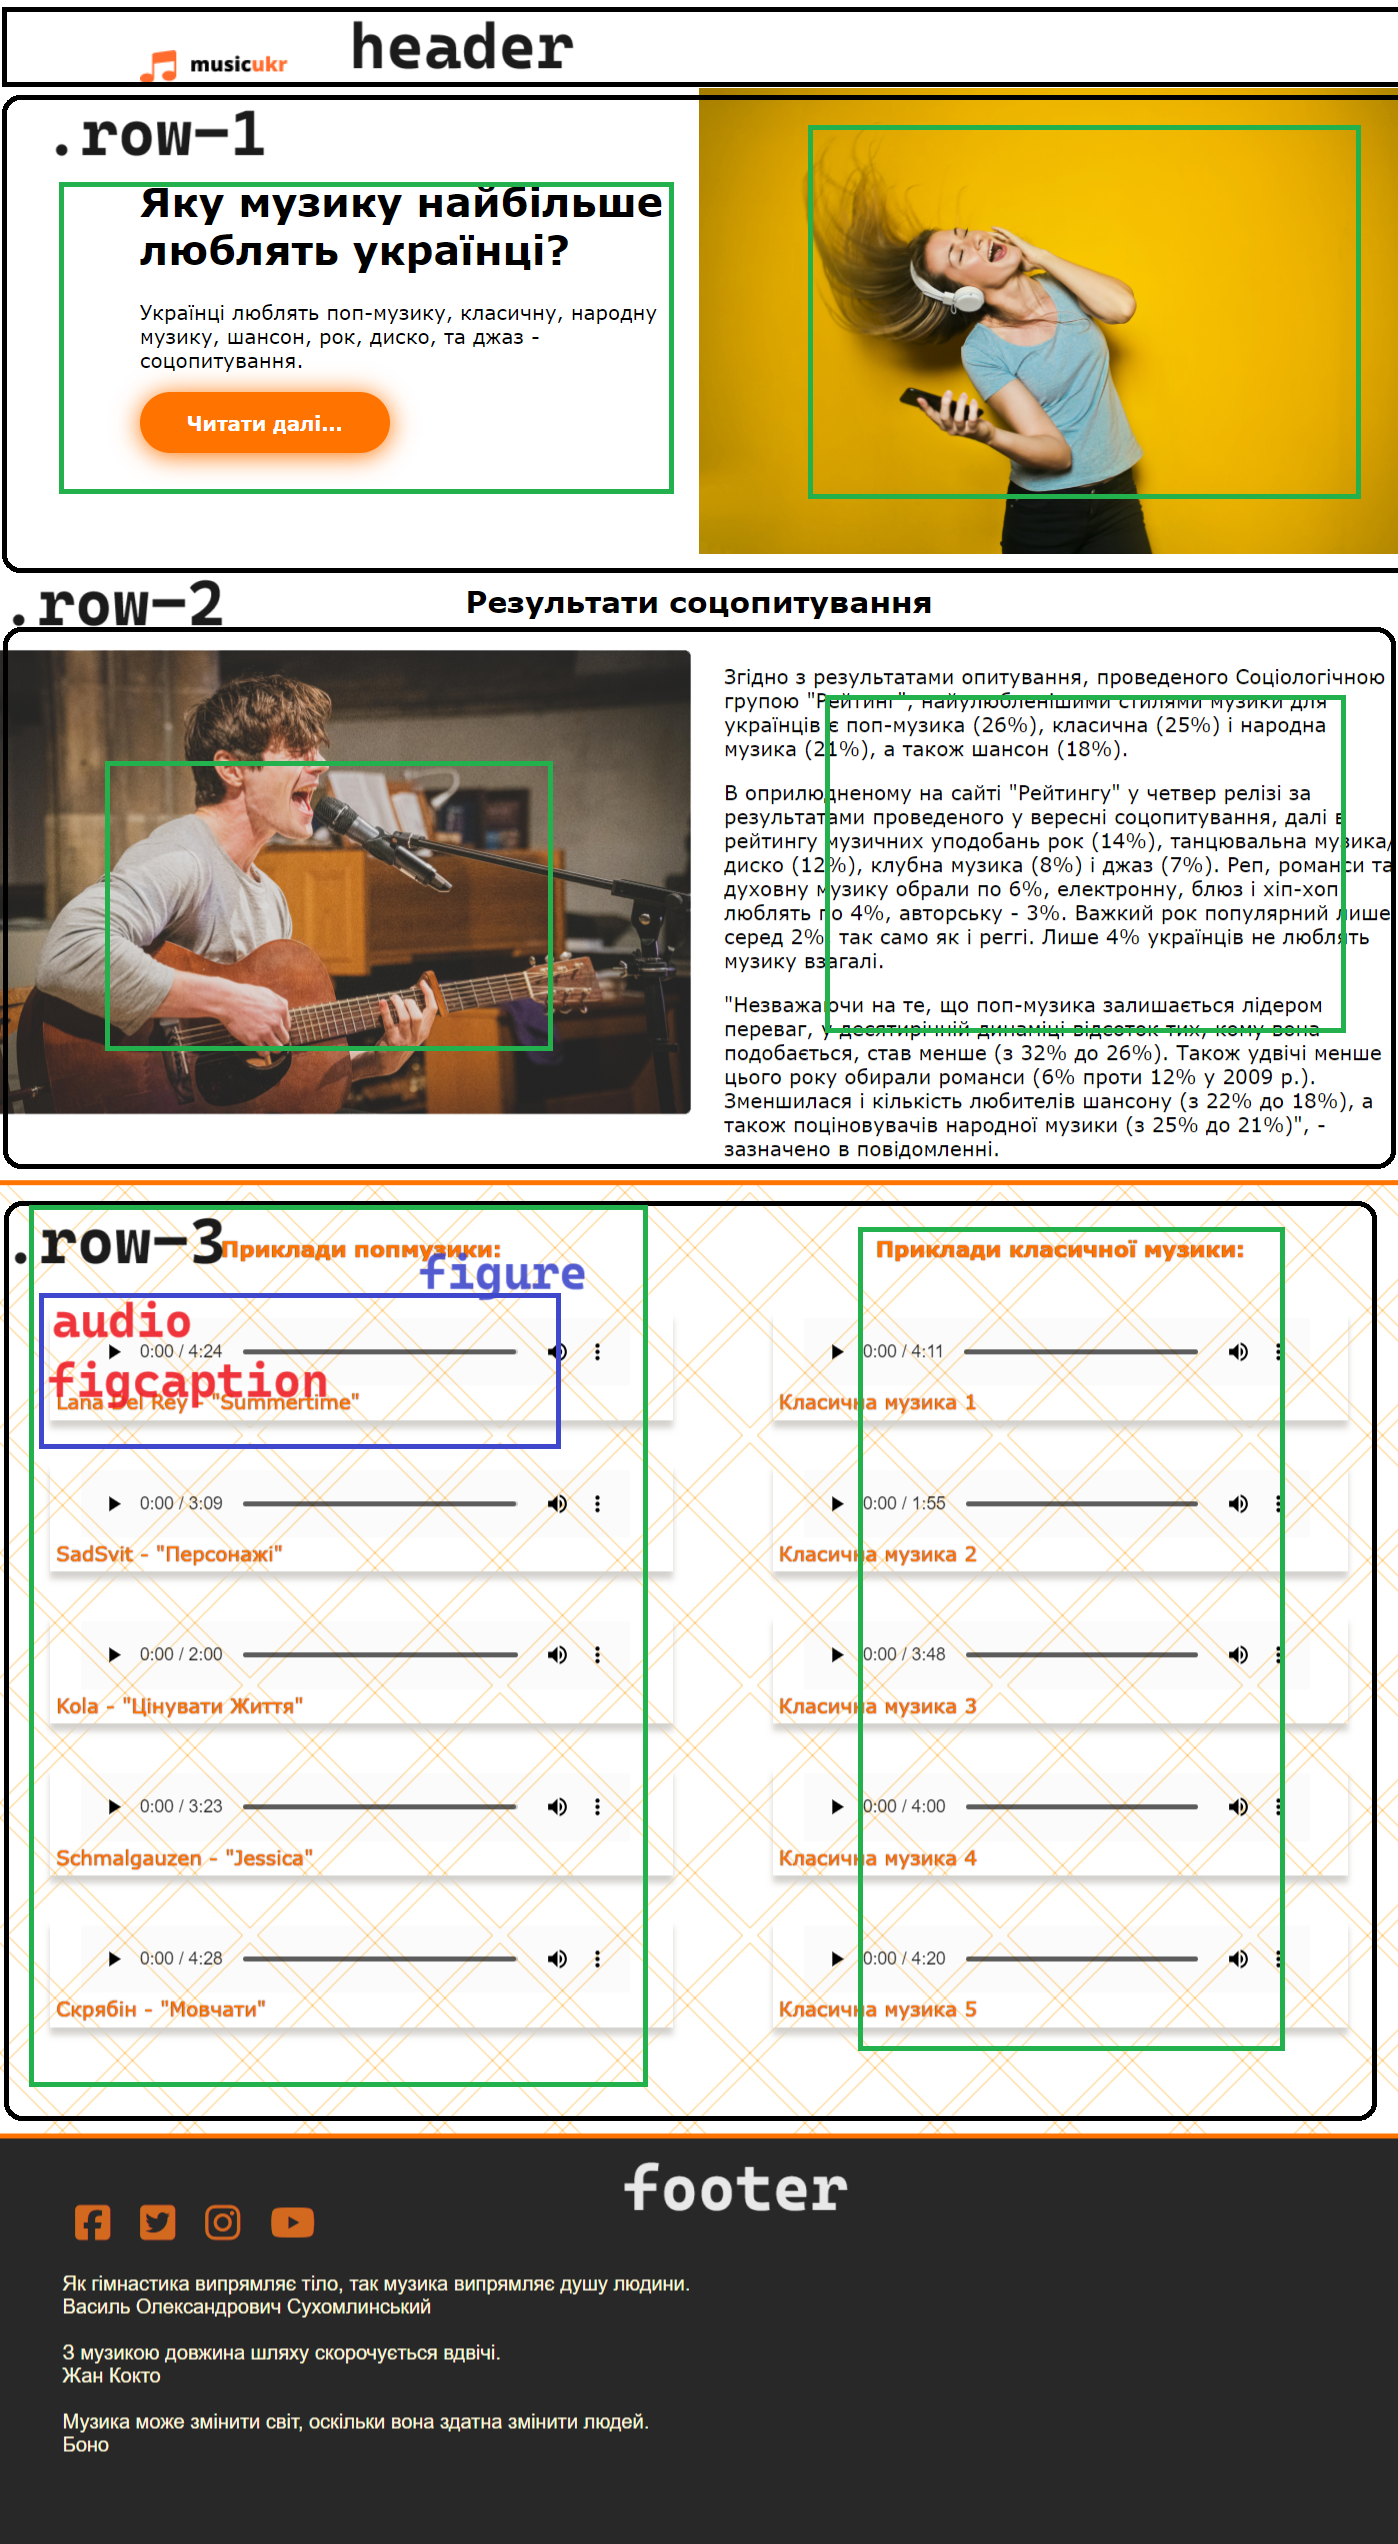 musicukr
header
.row-1
Яку музику найбільше
люблять українці?
Українці люблять поп-музику, класичну, народну
музику, шансон, рок, диско, та джаз -
соцопитування.
Читати далі...
.row-2
Результати соцопитування
Згідно з результатами опитування, проведеного Соціологічною
групою "Рейтинг", найулюбленішими стилями музики для
українців є поп-музика (26%), класична (25%) і народна
музика (21%), а також шансон (18%).
В оприлюдненому на сайті "Рейтингу" у четвер релізі за
результатами проведеного у вересні соцопитування, далі в
рейтингу музичних уподобань рок (14%), танцювальна музика/
диско (12%), клубна музика (8%) і джаз (7%). Реп, романси та
духовну музику обрали по 6%, електронну, блюз і хіп-хоп
люблять по 4%, авторську - 3%. Важкий рок популярний лише
серед 2%, так само як і реггі. Лише 4% українців не люблять
музику взагалі.
"Незважаючи на те, що поп-музика залишається лідером
переваг, у десятирічній динаміці відсоток тих, кому вона
подобається, став менше (з 32% до 26%). Також удвічі менше
цього року обирали романси (6% проти 12% у 2009 р.).
Зменшилася і кількість любителів шансону (з 22% до 18%), а
також поціновувачів народної музики (з 25% до 21%)", -
зазначено в повідомленні.
.row-3
Приклади попмузики:
figure
audio
0:00 / 4:24
figcaption
Lana Del Rey - "Summertime"
0:00 / 3:09
SadSvit - "Персонажі"
0:00 / 2:00
Kola - "Цінувати Життя"
0:00 / 3:23
Schmalgauzen - "Jessica"
0:00 / 4:28
Скрябін - "Мовчати"
Приклади класичної музики:
0:00 / 4:11
Класична музика 1
0:00 / 1:55
Класична музика 2
0:00 / 3:48
Класична музика 3
0:00 / 4:00
Класична музика 4
0:00 / 4:20
Класична музика 5
footer
Як гімнастика випрямляє тіло, так музика випрямляє душу людини.
Василь Олександрович Сухомлинський
З музикою довжина шляху скорочується вдвічі.
Жан Кокто
Музика може змінити світ, оскільки вона здатна змінити людей.
Боно